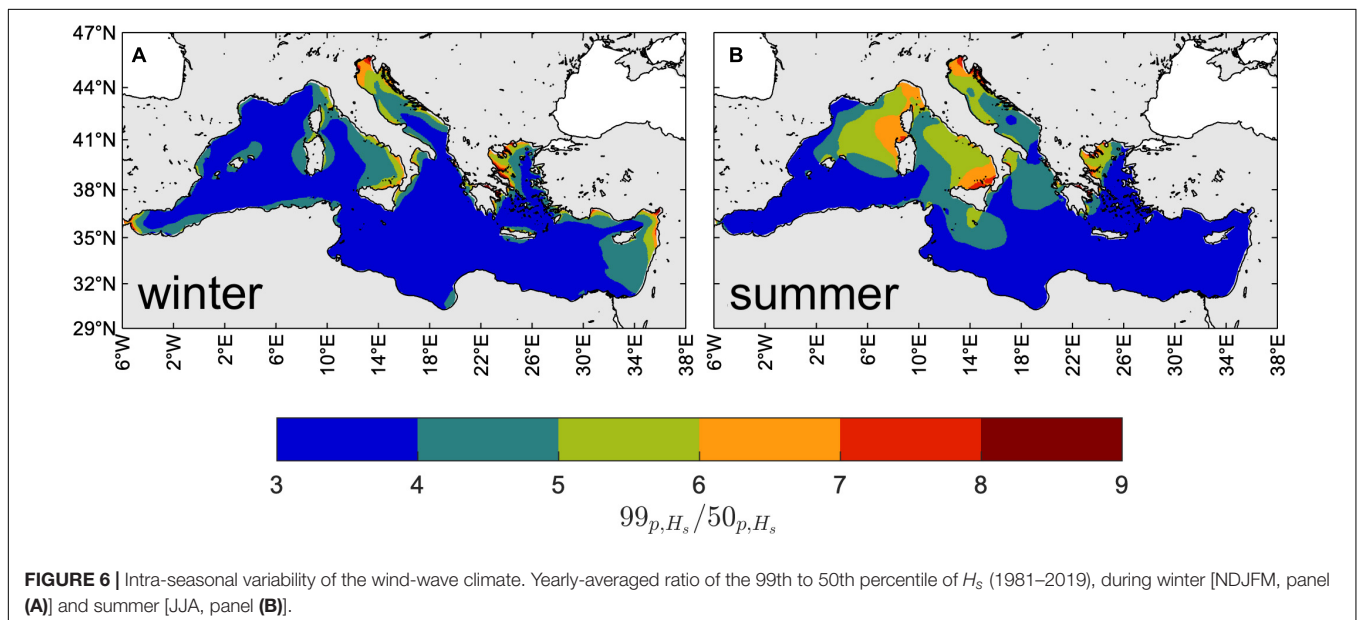 47°N
44°N
41°N
38°N
35°N
32°N
29°N
A
winter
6°W
2°W
2°E
6°E
10°E
14°E
18°E
22°E
26°E
30°E
34°E
38°E
B
summer
6°W
2°W
2°E
6°E
10°E
14°E
18°E
22°E
26°E
30°E
34°E
38°E
3 4 5 6 7 8 9
99p,Hs/50p,Hs
FIGURE 6 | Intra-seasonal variability of the wind-wave climate. Yearly-averaged ratio of the 99th to 50th percentile of Hs (1981–2019), during winter [NDJFM, panel
(A)] and summer [JJA, panel (B)].